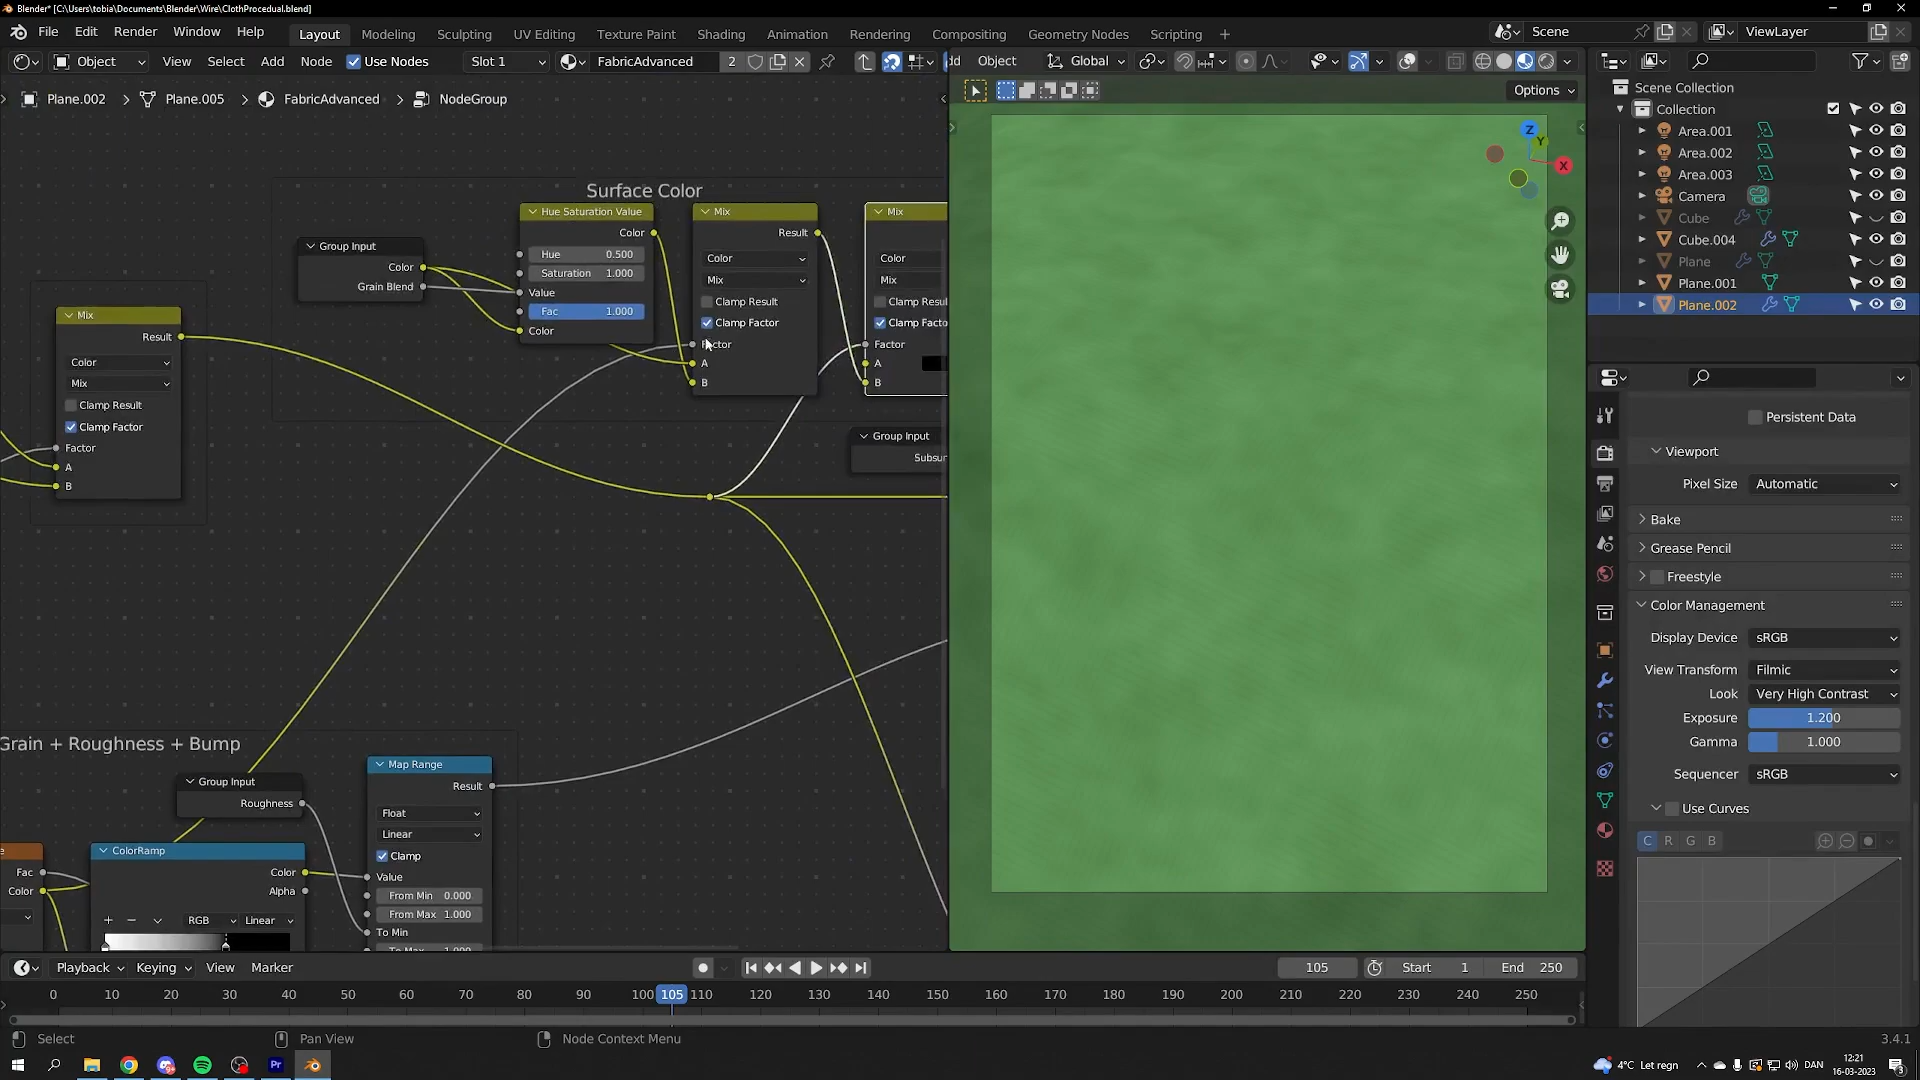 Blender* [C:\Users\tobia\Documents\Blender\Wire\ClothProcedual.blend]
File Edit Render Window Help Layout Modeling Sculpting UV Editing Texture Paint Shading Animation Rendering Compositing Geometry Nodes Scripting + Scene ViewLayer
Object View Select Add Node Use Nodes Slot 1 FabricAdvanced 2 Object Global
Plane.002 > Plane.005 > FabricAdvanced > NodeGroup
Options
Scene Collection
Collection
Area.001
Area.002
Area.003
Camera
Cube
Cube.004
Plane
Plane.001
Plane.002
Z
Y
X
Surface Color
Group Input
Color
Grain Blend
Hue Saturation Value
Color
Hue 0.500
Saturation 1.000
Value
Fac 1.000
Color
Mix
Result
Color
Mix
Clamp Result
Clamp Factor
Factor
A
B
Mix
Color
Mix
Clamp Resul
Clamp Facto
Factor
A
B
Mix
Result
Color
Mix
Clamp Result
Clamp Factor
Factor
A
B
Group Input
Subsu
Grain + Roughness + Bump
Group Input
Roughness
Map Range
Result
Float
Linear
Clamp
Value
From Min 0.000
From Max 1.000
To Min
To Max 1.000
e
Fac
Color
ColorRamp
Color
Alpha
+ − RGB Linear
Persistent Data
Viewport
Pixel Size Automatic
Bake
Grease Pencil
Freestyle
Color Management
Display Device sRGB
View Transform Filmic
Look Very High Contrast
Exposure 1.200
Gamma 1.000
Sequencer sRGB
Use Curves
C R G B
Playback Keying View Marker 105 Start 1 End 250
0 10 20 30 40 50 60 70 80 90 100 105 110 120 130 140 150 160 170 180 190 200 210 220 230 240 250
Select Pan View Node Context Menu 3.4.1
Pr 4°C Let regn DAN 12:21
16-03-2023 3